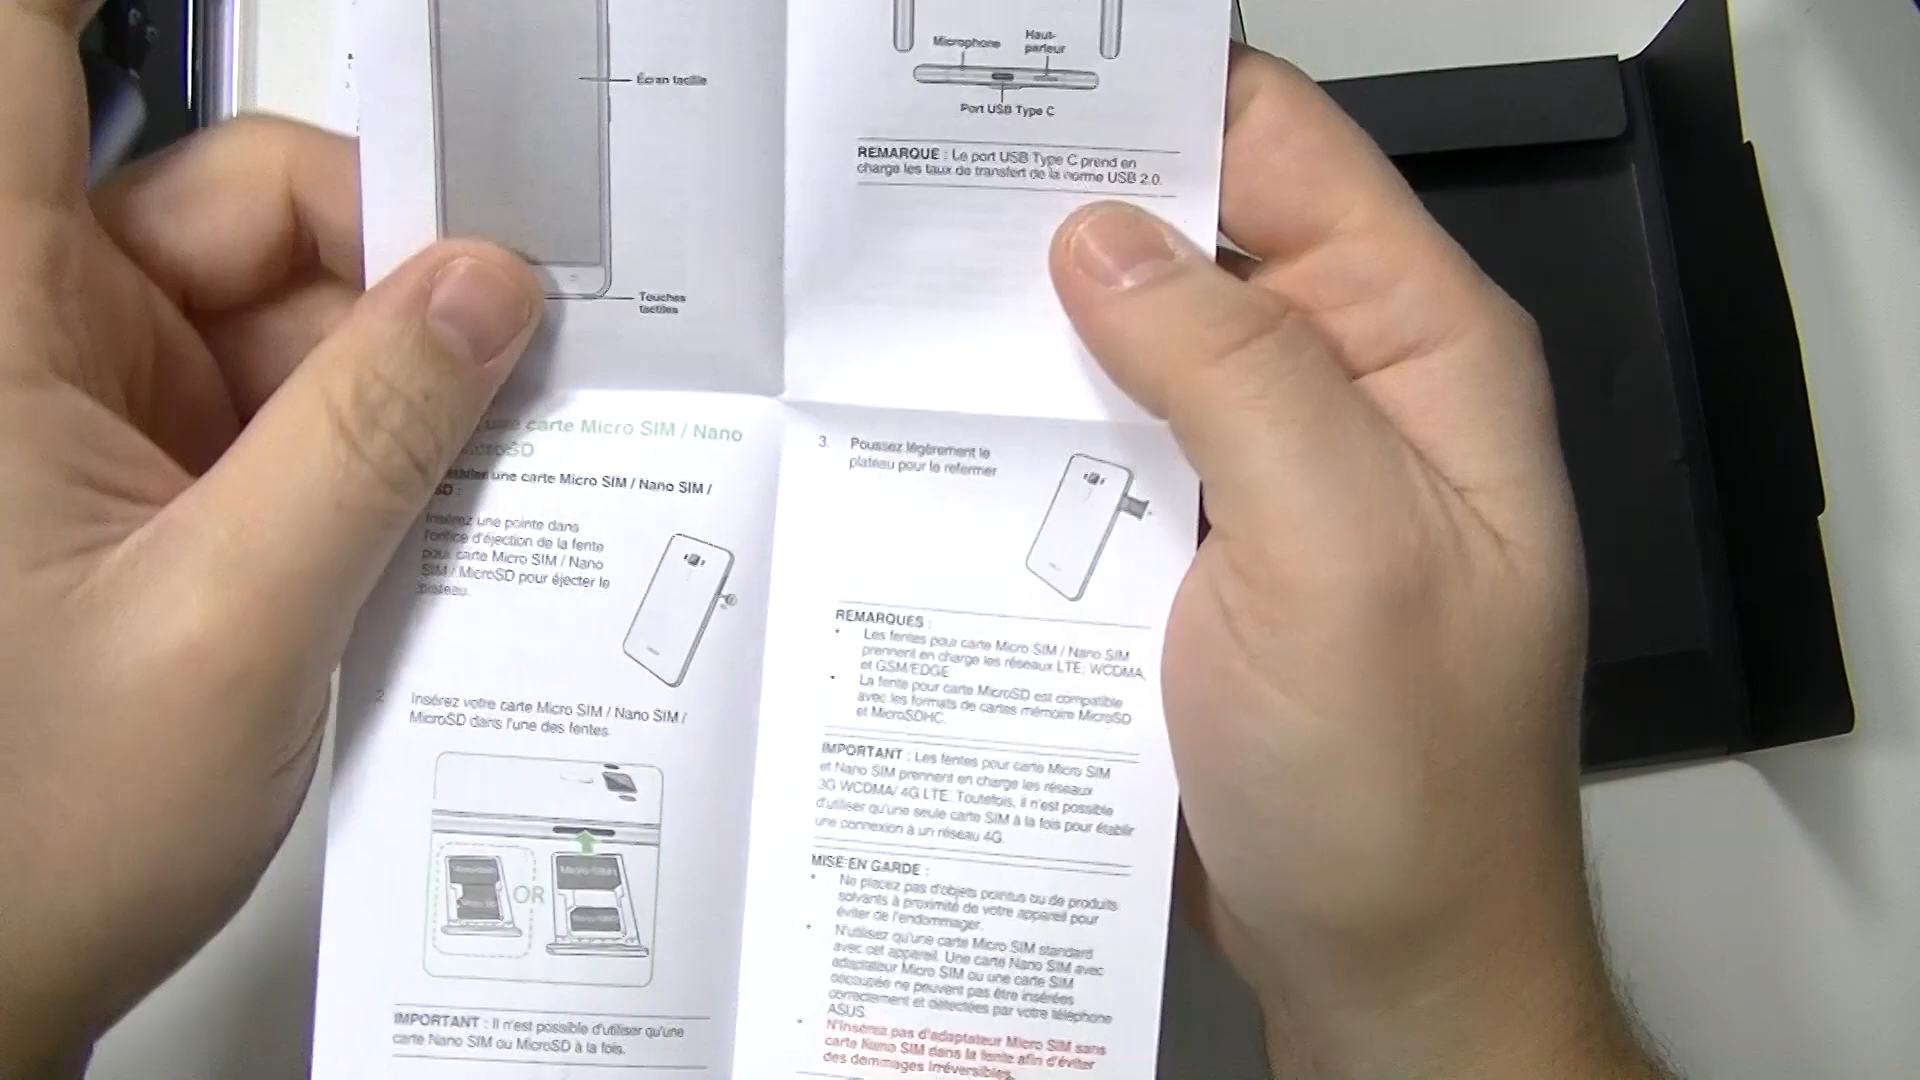 Écran tactile
Touches
tactiles
Microphone
Haut-
parleur
Port USB Type C
REMARQUE : Le port USB Type C prend en
charge les taux de transfert de la norme USB 2.0.
une carte Micro SIM / Nano
une carte Micro SIM / Nano SIM /
SD :
Insérez une pointe dans
l'orifice d'éjection de la fente
pour carte Micro SIM / Nano
SIM / MicroSD pour éjecter le
plateau.
2. Insérez votre carte Micro SIM / Nano SIM /
MicroSD dans l'une des fentes.
OR
IMPORTANT : Il n'est possible d'utiliser qu'une
carte Nano SIM ou MicroSD à la fois.
3. Poussez légèrement le
plateau pour le refermer.
REMARQUES :
• Les fentes pour carte Micro SIM / Nano SIM
prennent en charge les réseaux LTE, WCDMA,
et GSM/EDGE
• La fente pour carte MicroSD est compatible
avec les formats de cartes mémoire MicroSD
et MicroSDHC.
IMPORTANT : Les fentes pour carte Micro SIM
et Nano SIM prennent en charge les réseaux
3G WCDMA/ 4G LTE. Toutefois, il n'est possible
d'utiliser qu'une seule carte SIM à la fois pour établir
une connexion à un réseau 4G.
MISE EN GARDE :
• Ne placez pas d'objets pointus ou de produits
solvants à proximité de votre appareil pour
éviter de l'endommager.
• N'utilisez qu'une carte Micro SIM standard
avec cet appareil. Une carte Nano SIM avec
adaptateur Micro SIM ou une carte SIM
découpée ne peuvent pas être insérées
correctement et détectées par votre téléphone
ASUS.
• N'insérez pas d'adaptateur Micro SIM sans
carte Nano SIM dans la fente afin d'éviter
des dommages irréversibles.